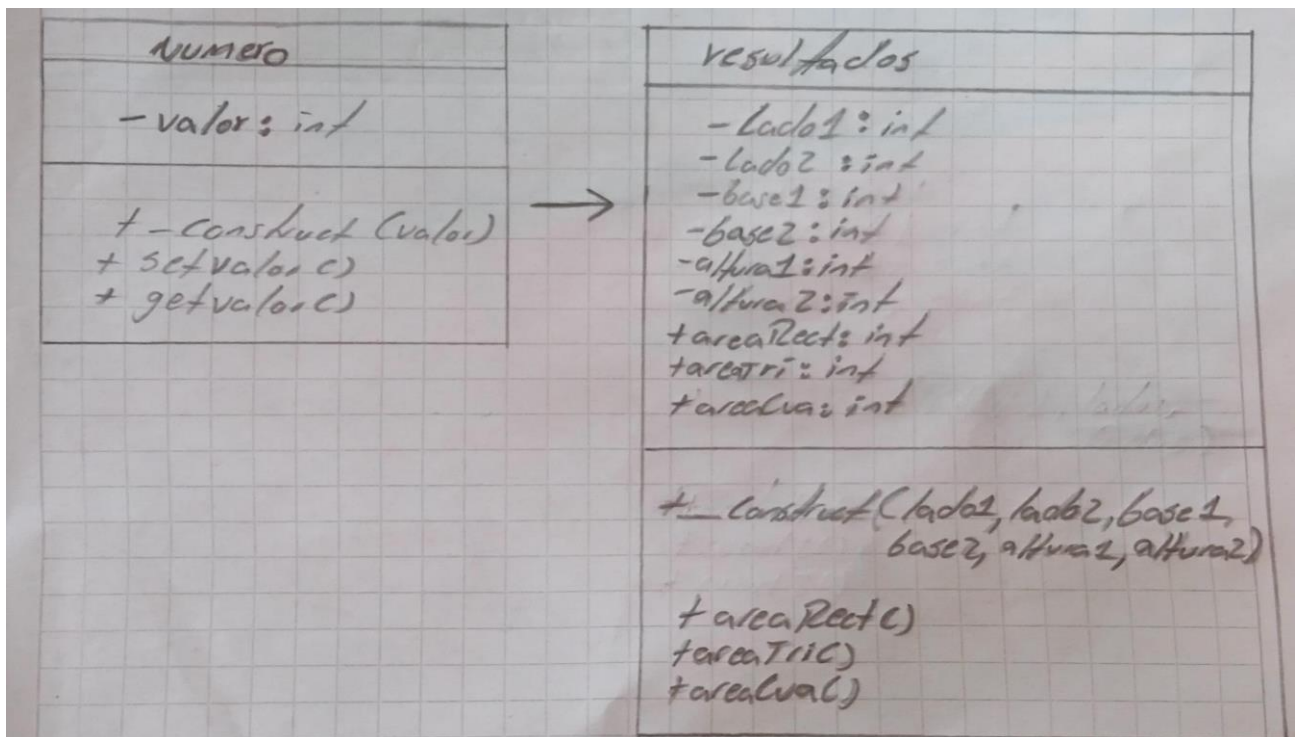 Numero
- valor: int
+ _construct (valor)
+ setvalor()
+ getvalor()
resultados
- lado1: int
- lado2: int
- base1: int
- base2: int
- altura1: int
- altura2: int
+ areaRect: int
+ areaTri: int
+ areaCua: int
+ _construct(lado1, lado2, base1,
base2, altura1, altura2)
+ areaRect()
+ areaTri()
+ areaCua()